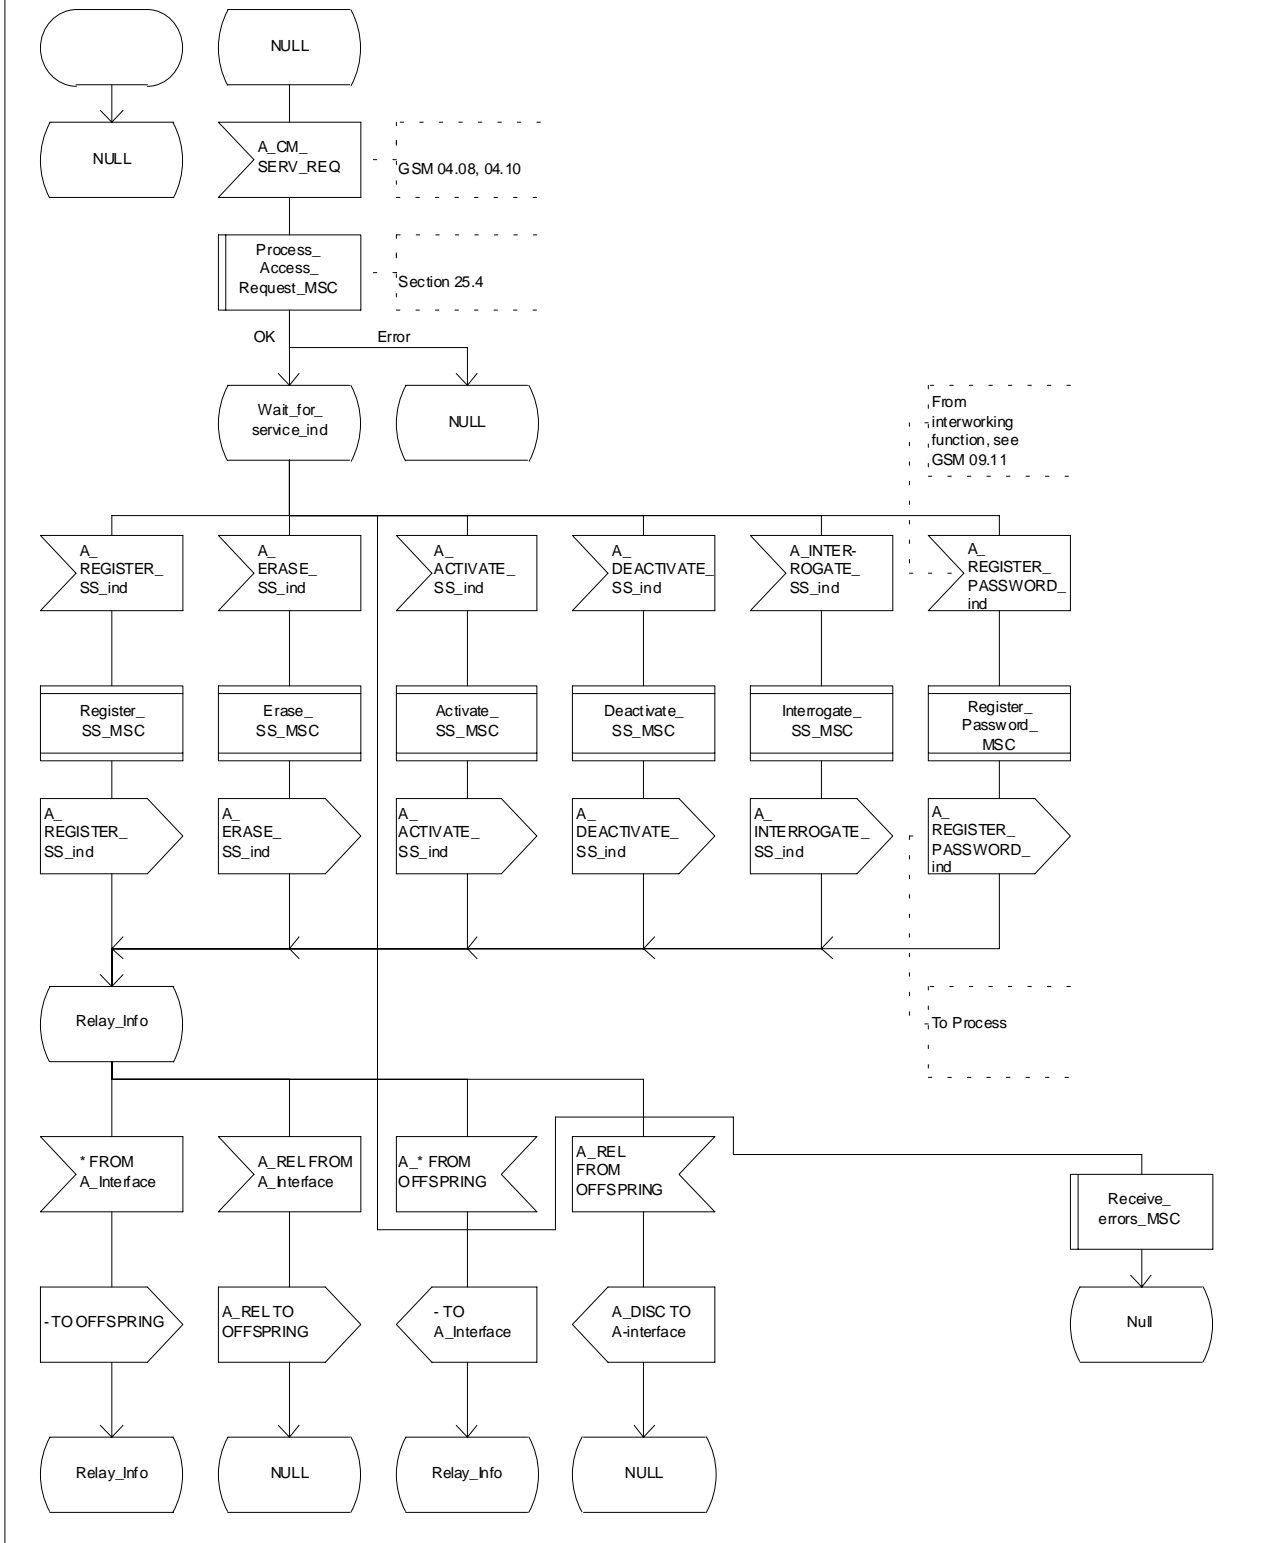 NULL
NULL
A_CM_
SERV_REQ
GSM 04.08, 04.10
Process_
Access_
Request_MSC
Section 25.4
OK
Error
Wait_for_
service_ind
NULL
From
interworking
function, see
GSM 09.11
A_
REGISTER_
SS_ind
A_
ERASE_
SS_ind
A_
ACTIVATE_
SS_ind
A_
DEACTIVATE_
SS_ind
A_INTER-
ROGATE_
SS_ind
A_
REGISTER_
PASSWORD_
ind
Register_
SS_MSC
Erase_
SS_MSC
Activate_
SS_MSC
Deactivate_
SS_MSC
Interrogate_
SS_MSC
Register_
Password_
MSC
A_
REGISTER_
SS_ind
A_
ERASE_
SS_ind
A_
ACTIVATE_
SS_ind
A_
DEACTIVATE_
SS_ind
A_
INTERROGATE_
SS_ind
A_
REGISTER_
PASSWORD_
ind
Relay_Info
To Process
* FROM
A_Interface
A_REL FROM
A_Interface
A_* FROM
OFFSPRING
A_REL
FROM
OFFSPRING
Receive_
errors_MSC
- TO OFFSPRING
A_REL TO
OFFSPRING
- TO
A_Interface
A_DISC TO
A-interface
Null
Relay_Info
NULL
Relay_Info
NULL